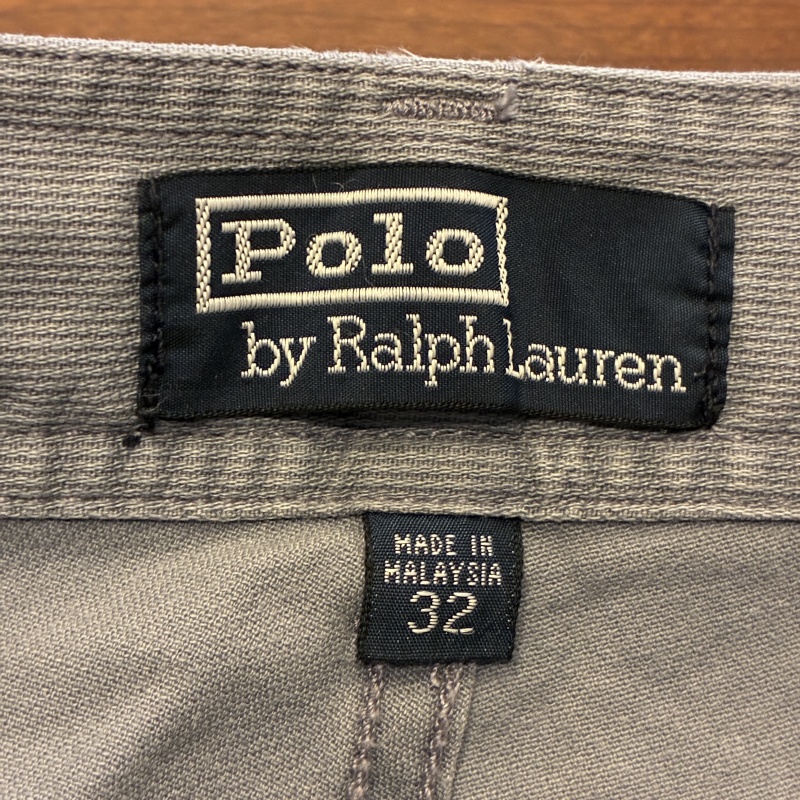 Polo
by Ralph Lauren
MADE IN
MALAYSIA
32